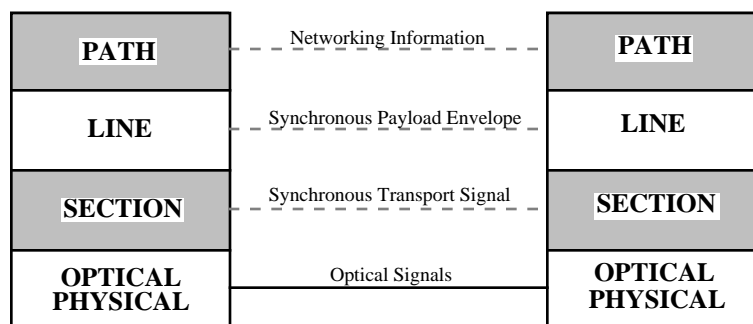 PATH
Networking Information
PATH
LINE
Synchronous Payload Envelope
LINE
SECTION
Synchronous Transport Signal
SECTION
OPTICAL
PHYSICAL
Optical Signals
OPTICAL
PHYSICAL